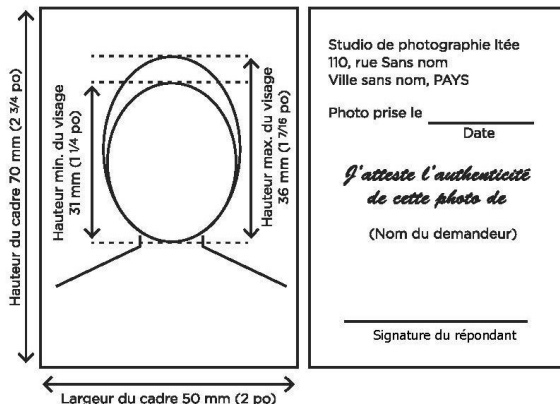 Hauteur du cadre 70 mm (2 3/4 po)
Hauteur min. du visage
31 mm (1 1/4 po)
Hauteur max. du visage
36 mm (1 7/16 po)
Largeur du cadre 50 mm (2 po)
Studio de photographie ltée
110, rue Sans nom
Ville sans nom, PAYS
Photo prise le
Date
J'atteste l'authenticité
de cette photo de
(Nom du demandeur)
Signature du répondant